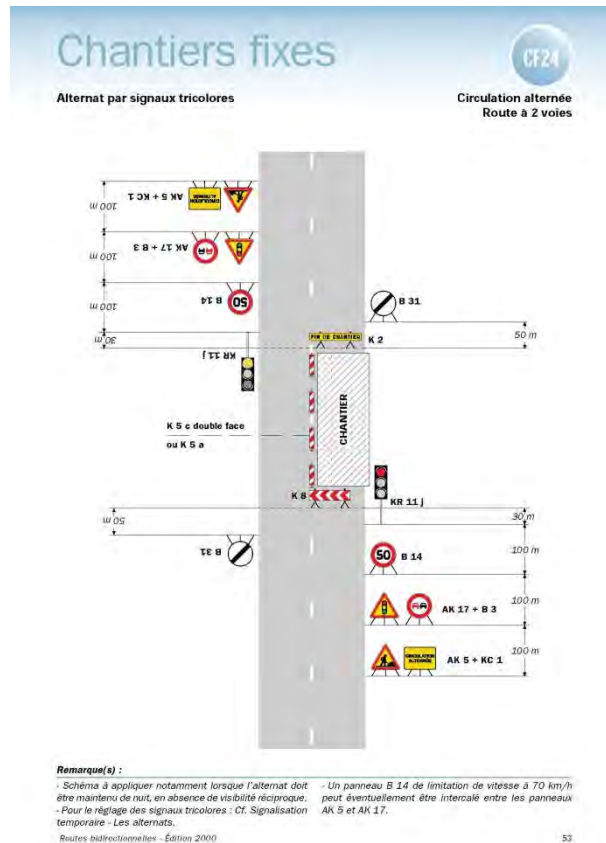 Chantiers fixes
CF24
Alternat par signaux tricolores
Circulation alternée
Route à 2 voies
AK 5 + KC 1
CIRCULATION ALTERNÉE
100 m
AK 17 + B 3
100 m
B 14
50
100 m
B 31
50 m
30 m
KR 11 j
FIN DE CHANTIER
K 2
K 5 c double face
ou K 5 a
CHANTIER
K 8
KR 11 j
50 m
30 m
B 31
50
B 14
100 m
AK 17 + B 3
100 m
CIRCULATION
ALTERNÉE
AK 5 + KC 1
100 m
Remarque(s) :
- Schéma à appliquer notamment lorsque l'alternat doit
être maintenu de nuit, en absence de visibilité réciproque.
- Pour le réglage des signaux tricolores : Cf. Signalisation
temporaire - Les alternats.
- Un panneau B 14 de limitation de vitesse à 70 km/h
peut éventuellement être intercalé entre les panneaux
AK 5 et AK 17.
Routes bidirectionnelles - Édition 2000
53